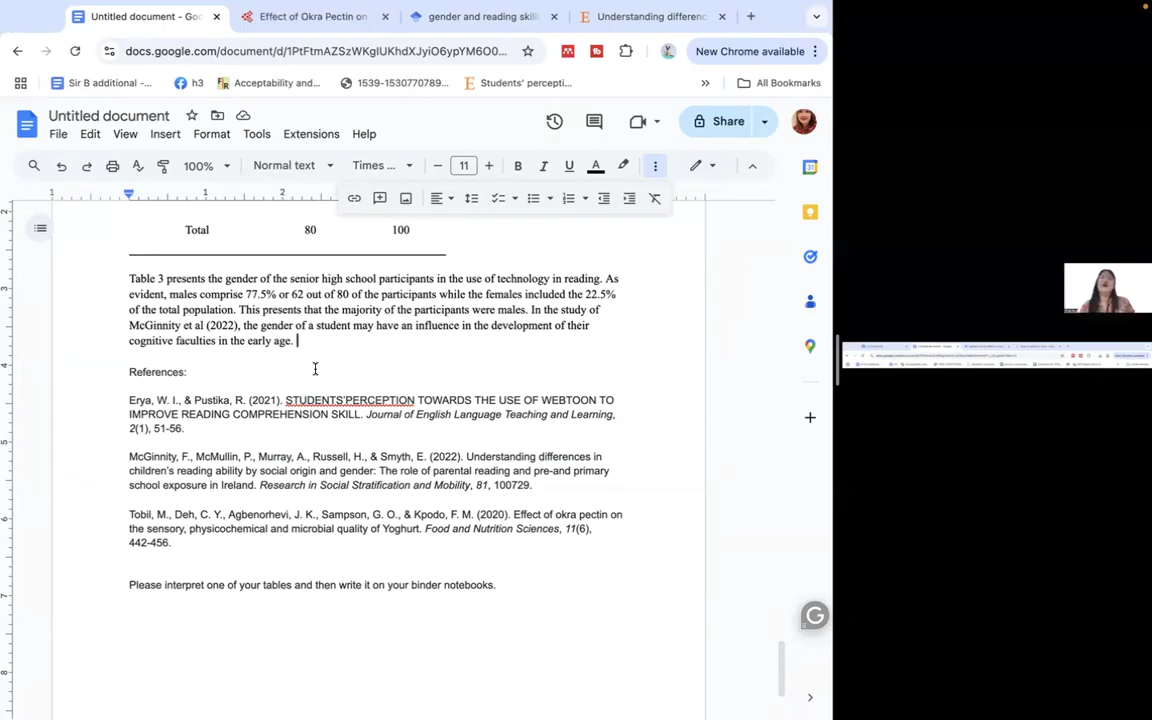 Untitled document - Goo
Effect of Okra Pectin on
gender and reading skill
Understanding differenc
docs.google.com/document/d/1PtFtmAZSzWKgIUKhdXJyiO6ypYM6O0...
New Chrome available
Sir B additional -...
h3
Acceptability and...
1539-1530770789...
Students' percepti...
All Bookmarks
Untitled document
File Edit View Insert Format Tools Extensions Help
Share
100% Normal text Times ... 11
Total 80 100
Table 3 presents the gender of the senior high school participants in the use of technology in reading. As
evident, males comprise 77.5% or 62 out of 80 of the participants while the females included the 22.5%
of the total population. This presents that the majority of the participants were males. In the study of
McGinnity et al (2022), the gender of a student may have an influence in the development of their
cognitive faculties in the early age.
References:
Erya, W. I., & Pustika, R. (2021). STUDENTS'PERCEPTION TOWARDS THE USE OF WEBTOON TO
IMPROVE READING COMPREHENSION SKILL. Journal of English Language Teaching and Learning,
2(1), 51-56.
McGinnity, F., McMullin, P., Murray, A., Russell, H., & Smyth, E. (2022). Understanding differences in
children's reading ability by social origin and gender: The role of parental reading and pre-and primary
school exposure in Ireland. Research in Social Stratification and Mobility, 81, 100729.
Tobil, M., Deh, C. Y., Agbenorhevi, J. K., Sampson, G. O., & Kpodo, F. M. (2020). Effect of okra pectin on
the sensory, physicochemical and microbial quality of Yoghurt. Food and Nutrition Sciences, 11(6),
442-456.
Please interpret one of your tables and then write it on your binder notebooks.